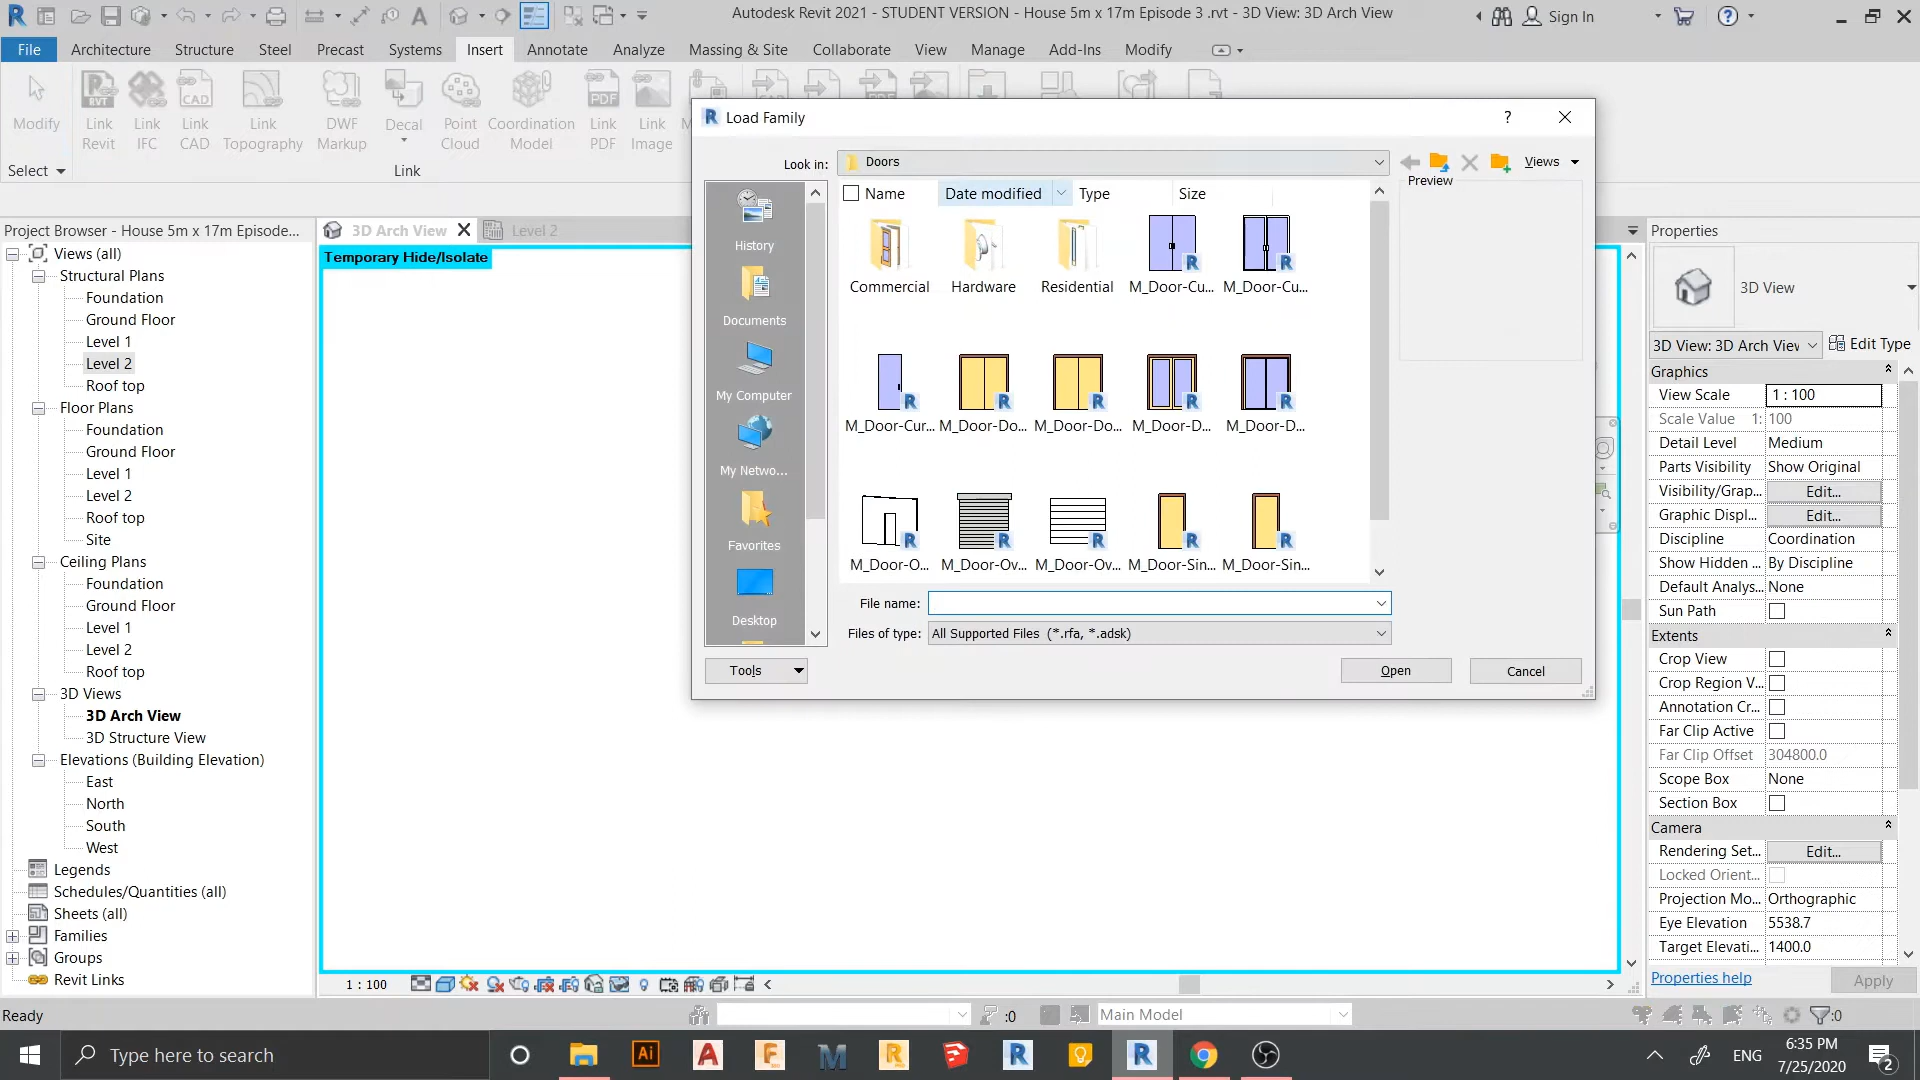 Autodesk Revit 2021 - STUDENT VERSION - House 5m x 17m Episode 3 .rvt - 3D View: 3D Arch View
Sign In
File Architecture Structure Steel Precast Systems Insert Annotate Analyze Massing & Site Collaborate View Manage Add-Ins Modify
Modify
Link Revit
Link IFC
Link CAD
Link Topography
DWF Markup
Decal
Point Cloud
Coordination Model
Link PDF
Link Image
Select
Link
Load Family
Look in:
Doors
Views
Preview
Name Date modified Type Size
History
Documents
My Computer
My Netwo...
Favorites
Desktop
Commercial Hardware Residential M_Door-Cu... M_Door-Cu...
M_Door-Cur... M_Door-Do... M_Door-Do... M_Door-D... M_Door-D...
M_Door-O... M_Door-Ov... M_Door-Ov... M_Door-Sin... M_Door-Sin...
File name:
Files of type: All Supported Files (*.rfa, *.adsk)
Tools
Open
Cancel
Project Browser - House 5m x 17m Episode...
Views (all)
Structural Plans
Foundation
Ground Floor
Level 1
Level 2
Roof top
Floor Plans
Foundation
Ground Floor
Level 1
Level 2
Roof top
Site
Ceiling Plans
Foundation
Ground Floor
Level 1
Level 2
Roof top
3D Views
3D Arch View
3D Structure View
Elevations (Building Elevation)
East
North
South
West
Legends
Schedules/Quantities (all)
Sheets (all)
Families
Groups
Revit Links
3D Arch View
Level 2
Temporary Hide/Isolate
Properties
3D View
3D View: 3D Arch Viev
Edit Type
Graphics
View Scale 1 : 100
Scale Value 1: 100
Detail Level Medium
Parts Visibility Show Original
Visibility/Grap... Edit...
Graphic Displ... Edit...
Discipline Coordination
Show Hidden ... By Discipline
Default Analys... None
Sun Path
Extents
Crop View
Crop Region V...
Annotation Cr...
Far Clip Active
Far Clip Offset 304800.0
Scope Box None
Section Box
Camera
Rendering Set... Edit...
Locked Orient...
Projection Mo... Orthographic
Eye Elevation 5538.7
Target Elevati... 1400.0
Properties help
Apply
1 : 100
Ready
:0
Main Model
:0
Type here to search
ENG
6:35 PM
7/25/2020
2